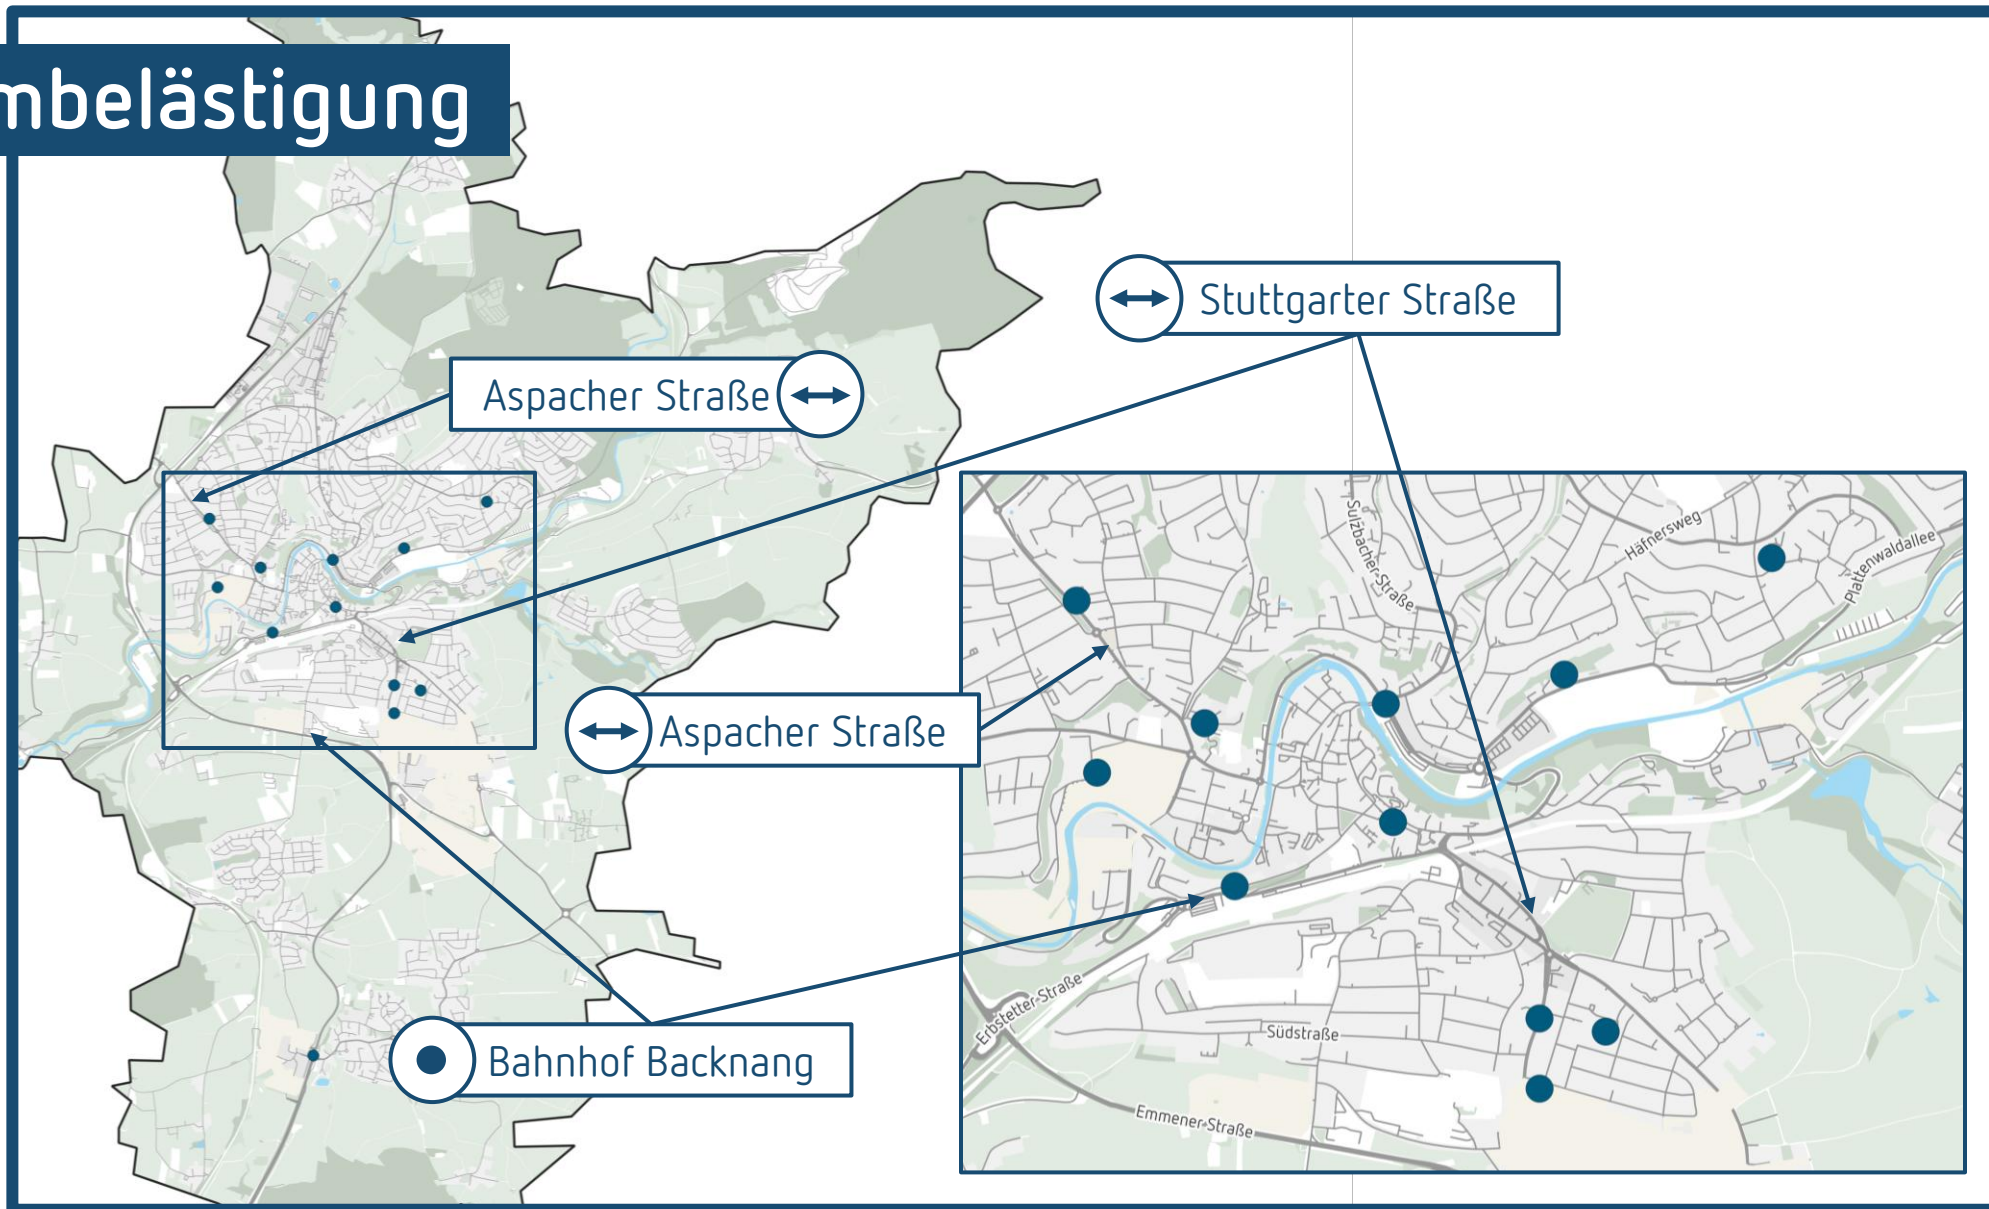 mbelästigung
Stuttgarter Straße
Aspacher Straße
Aspacher Straße
Bahnhof Backnang
Sulzbacher-Straße
Häfnersweg
Plattenwaldallee
Erbstetter-Straße
Südstraße
Emmener-Straße